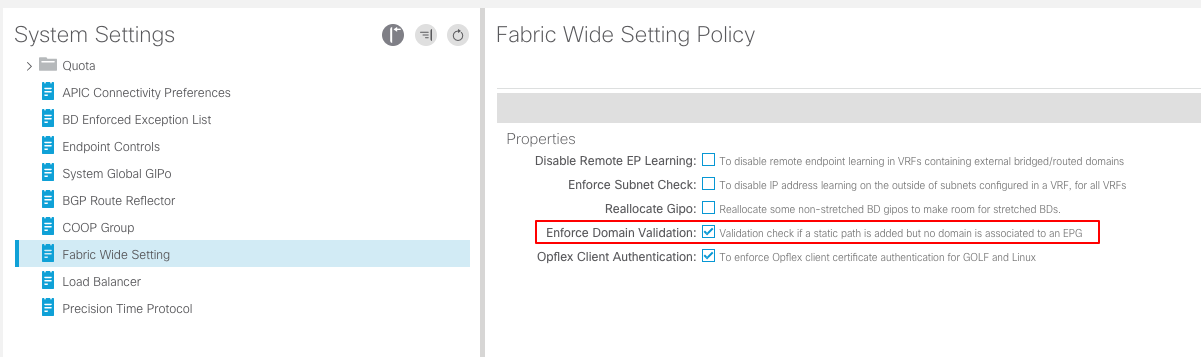 System Settings
Quota
APIC Connectivity Preferences
BD Enforced Exception List
Endpoint Controls
System Global GIPo
BGP Route Reflector
COOP Group
Fabric Wide Setting
Load Balancer
Precision Time Protocol
Fabric Wide Setting Policy
Properties
Disable Remote EP Learning: To disable remote endpoint learning in VRFs containing external bridged/routed domains
Enforce Subnet Check: To disable IP address learning on the outside of subnets configured in a VRF, for all VRFs
Reallocate Gipo: Reallocate some non-stretched BD gipos to make room for stretched BDs.
Enforce Domain Validation: Validation check if a static path is added but no domain is associated to an EPG
Opflex Client Authentication: To enforce Opflex client certificate authentication for GOLF and Linux